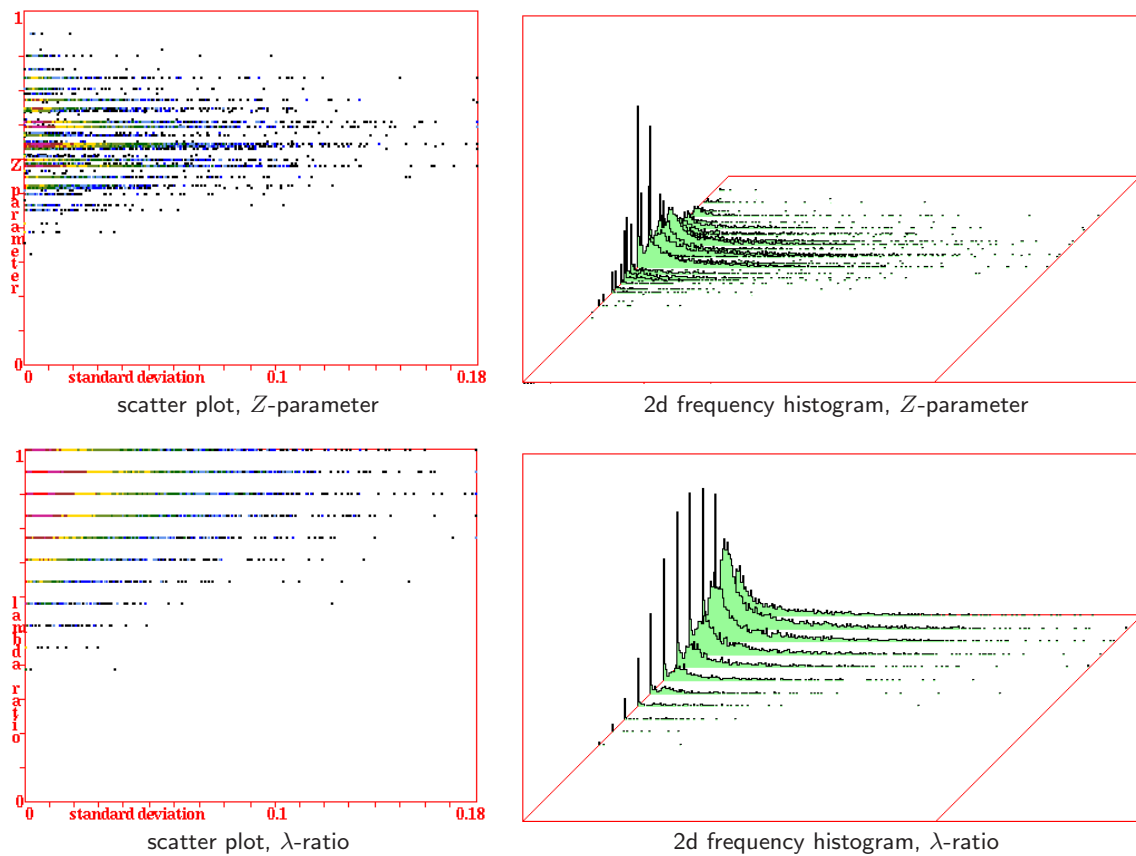 1
Z parameter
0
0 standard deviation 0.1 0.18
scatter plot, Z-parameter
2d frequency histogram, Z-parameter
1
lambda ratio
0
0 standard deviation 0.1 0.18
scatter plot, λ-ratio
2d frequency histogram, λ-ratio